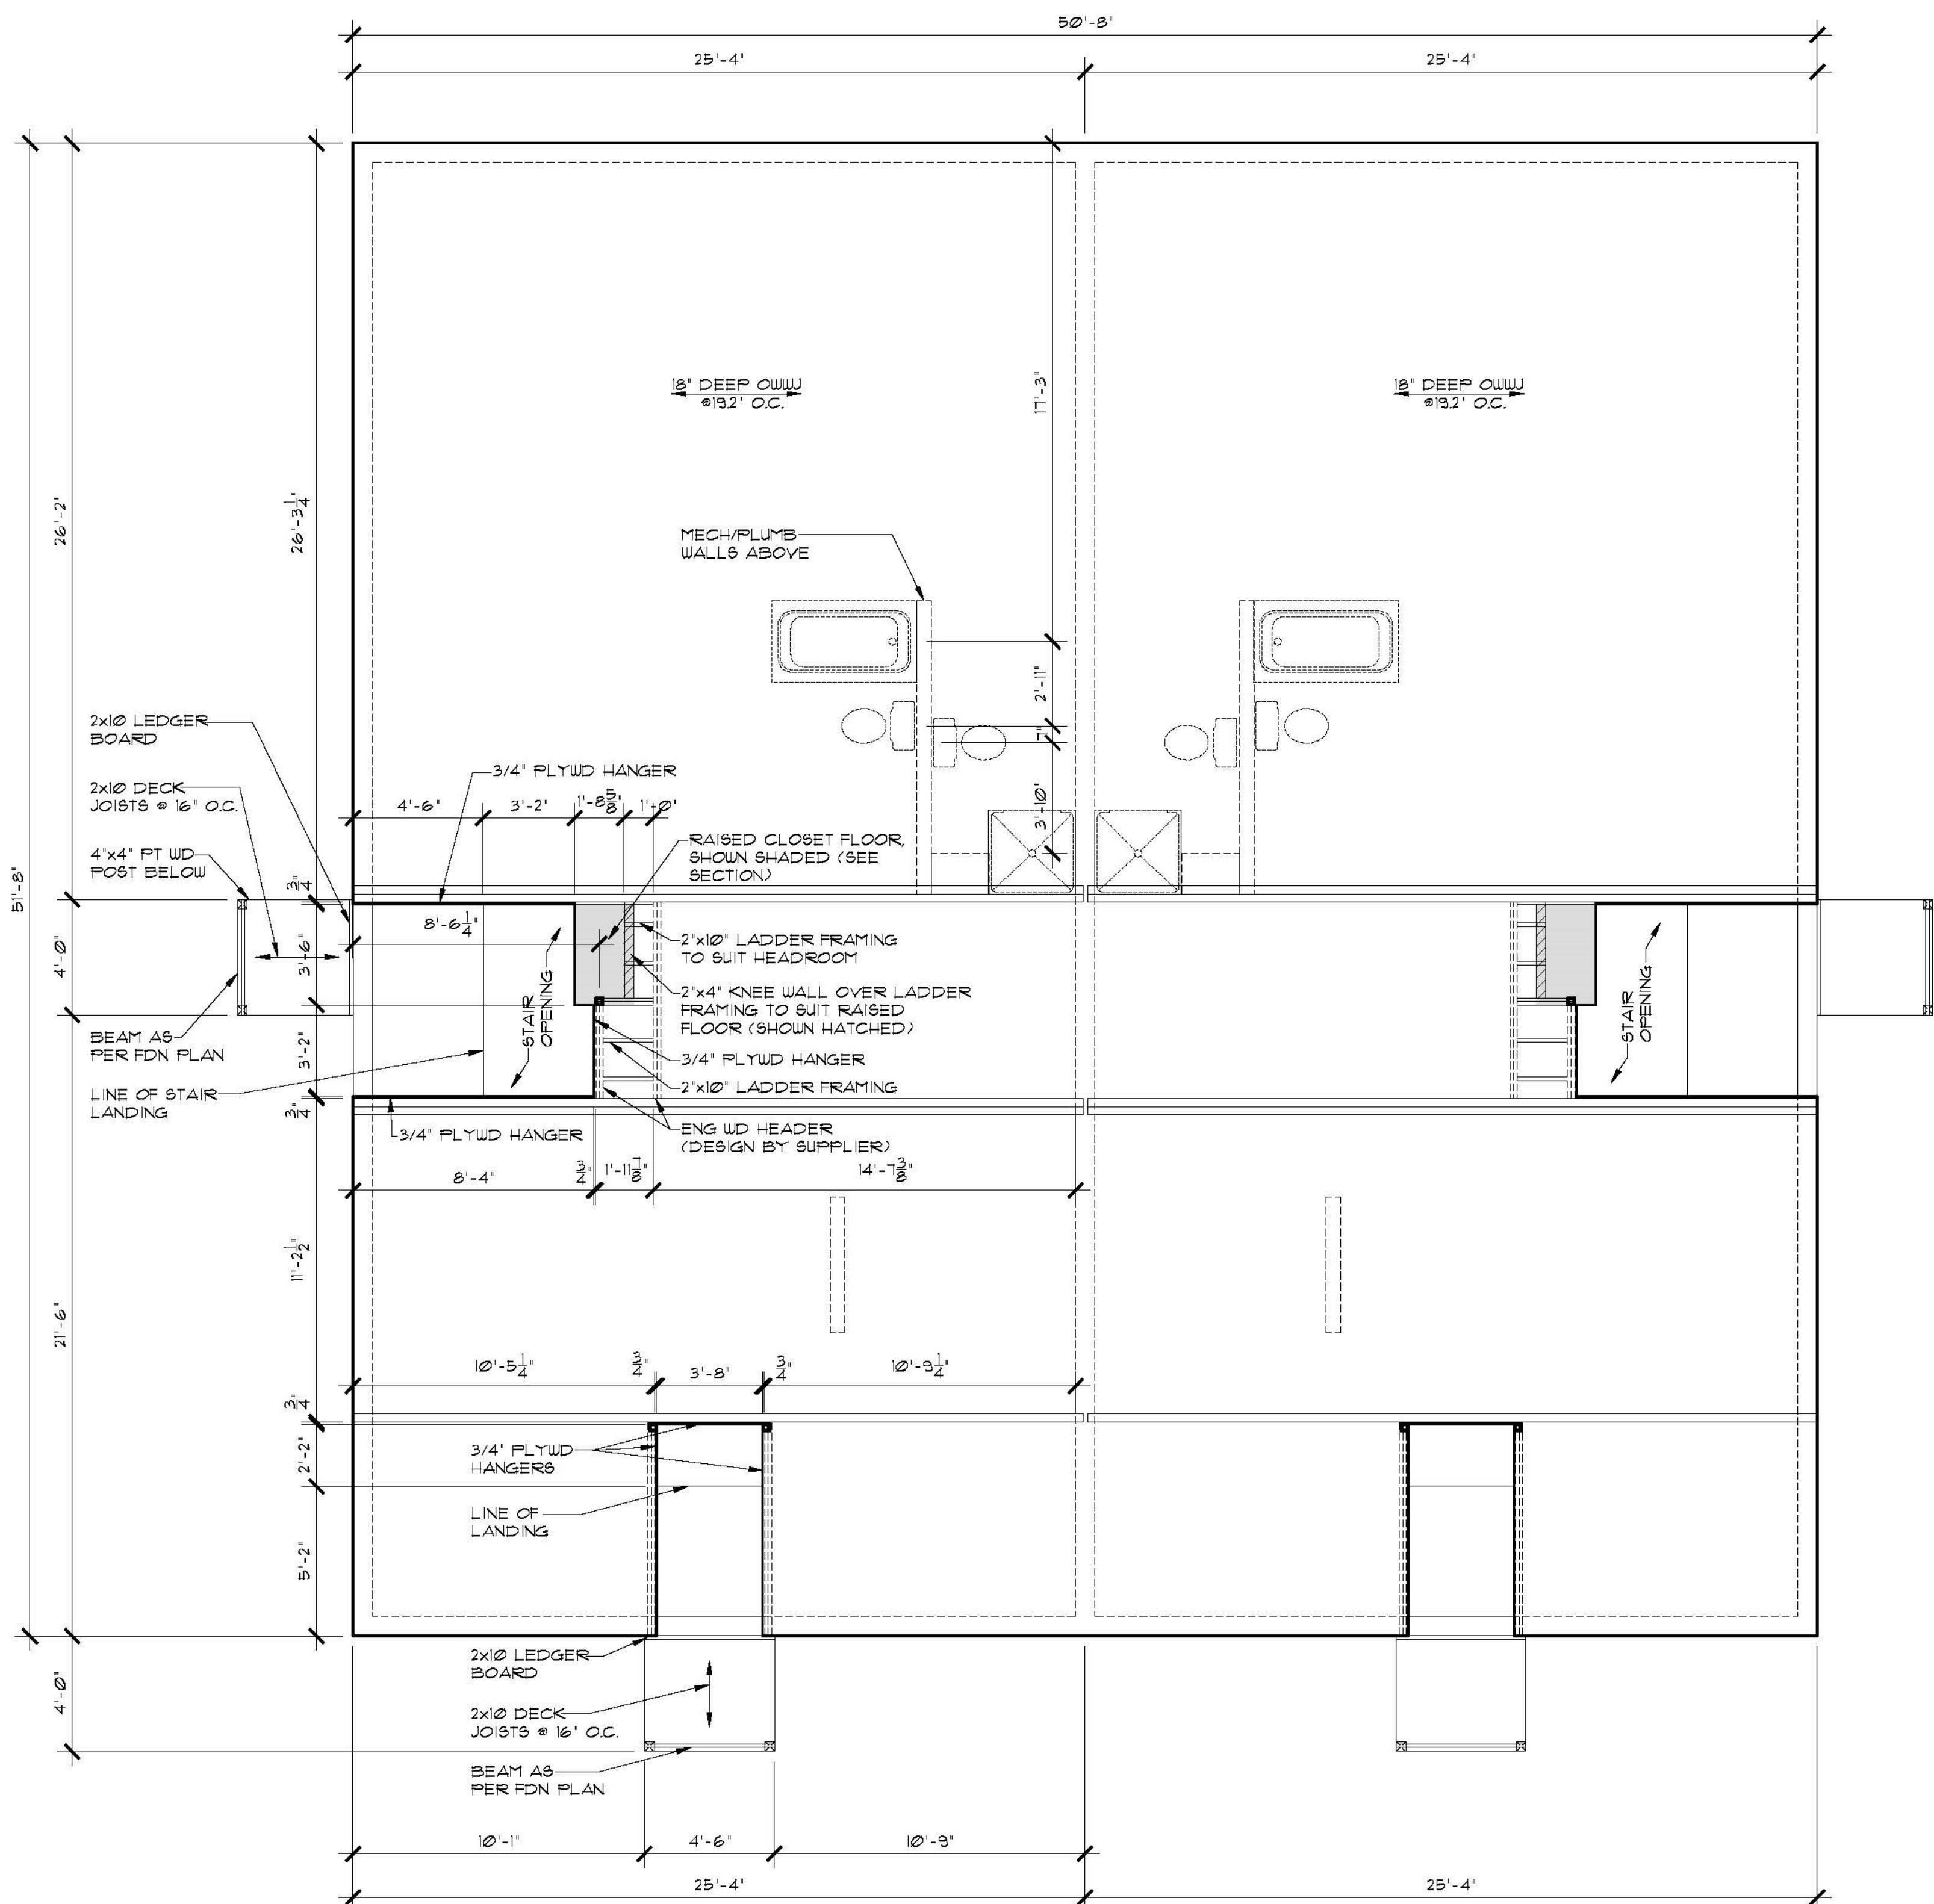 50'-8"
25'-4"
25'-4"
18" DEEP OWWJ
@19.2" O.C.
18" DEEP OWWJ
@19.2" O.C.
17'-3"
26'-2"
26'-3 1/4"
51'-8"
MECH/PLUMB
WALLS ABOVE
2'-11"
7"
3'-10"
2x10 LEDGER
BOARD
2x10 DECK
JOISTS @ 16" O.C.
4"x4" PT WD
POST BELOW
3/4" PLYWD HANGER
4'-6"
3'-2"
1'-8 5/8"
1'-0"
RAISED CLOSET FLOOR,
SHOWN SHADED (SEE
SECTION)
3/4"
8'-6 1/4"
4'-0"
3'-6"
3'-2"
3/4"
STAIR
OPENING
2"x10" LADDER FRAMING
TO SUIT HEADROOM
2"x4" KNEE WALL OVER LADDER
FRAMING TO SUIT RAISED
FLOOR (SHOWN HATCHED)
3/4" PLYWD HANGER
2"x10" LADDER FRAMING
ENG WD HEADER
(DESIGN BY SUPPLIER)
STAIR
OPENING
BEAM AS
PER FDN PLAN
LINE OF STAIR
LANDING
3/4" PLYWD HANGER
8'-4"
3/4"
1'-11 7/8"
14'-7 3/8"
11'-2 1/2"
21'-6"
10'-5 1/4"
3/4"
3'-8"
3/4"
10'-9 1/4"
3/4"
2'-2"
5'-2"
3/4" PLYWD
HANGERS
LINE OF
LANDING
2x10 LEDGER
BOARD
2x10 DECK
JOISTS @ 16" O.C.
BEAM AS
PER FDN PLAN
4'-0"
10'-1"
4'-6"
10'-9"
25'-4"
25'-4"